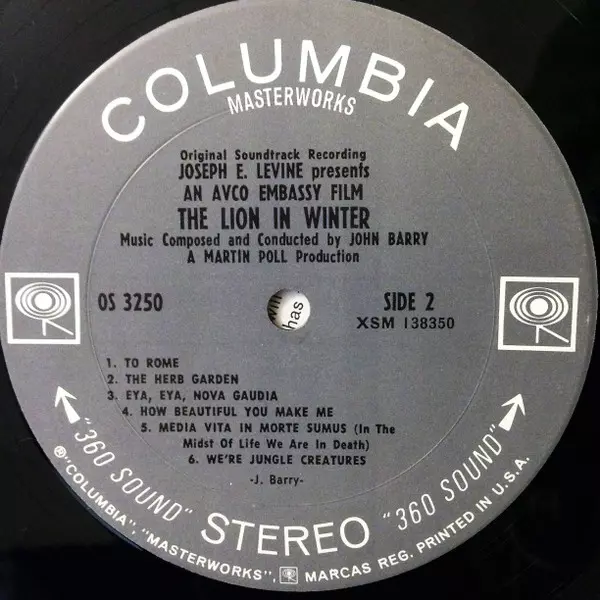 COLUMBIA
MASTERWORKS
Original Soundtrack Recording
JOSEPH E. LEVINE presents
AN AVCO EMBASSY FILM
THE LION IN WINTER
Music Composed and Conducted by JOHN BARRY
A MARTIN POLL Production
OS 3250
has
SIDE 2
XSM 138350
1. TO ROME
2. THE HERB GARDEN
3. EYA, EYA, NOVA GAUDIA
4. HOW BEAUTIFUL YOU MAKE ME
5. MEDIA VITA IN MORTE SUMUS (In The
Midst Of Life We Are In Death)
6. WE'RE JUNGLE CREATURES
-J. Barry-
"360 SOUND" STEREO "360 SOUND"
®"COLUMBIA", "MASTERWORKS", MARCAS REG. PRINTED IN U.S.A.